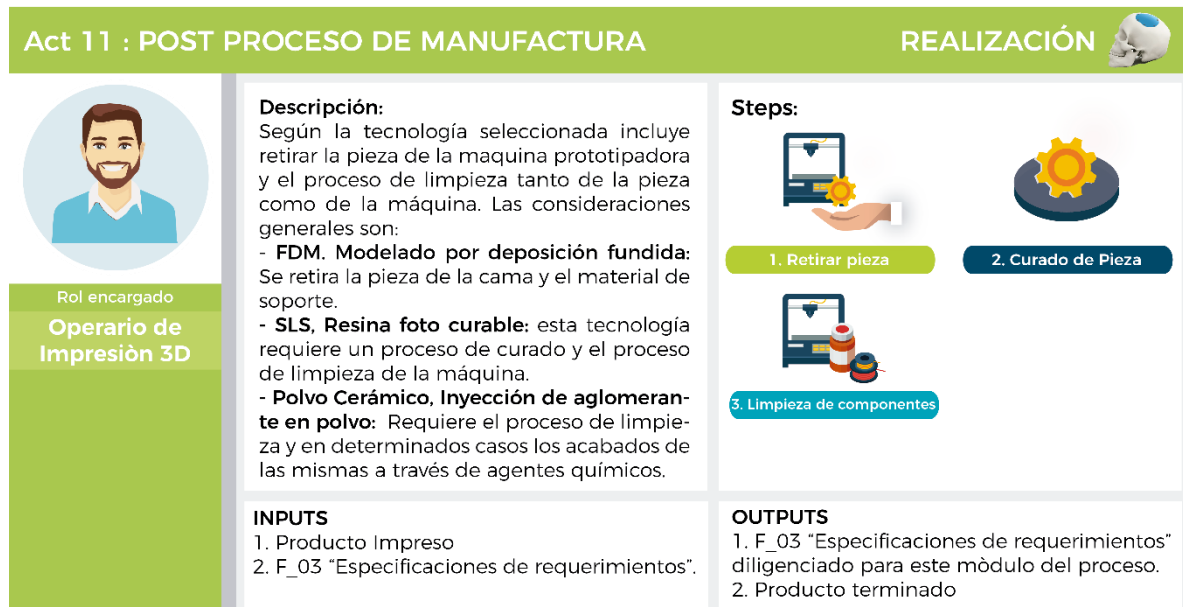 Act 11 : POST PROCESO DE MANUFACTURA
REALIZACIÓN
Rol encargado
Operario de
Impresiòn 3D
Descripción:
Según la tecnología seleccionada incluye
retirar la pieza de la maquina prototipadora
y el proceso de limpieza tanto de la pieza
como de la máquina. Las consideraciones
generales son:
- FDM. Modelado por deposición fundida:
Se retira la pieza de la cama y el material de
soporte.
- SLS, Resina foto curable: esta tecnología
requiere un proceso de curado y el proceso
de limpieza de la máquina.
- Polvo Cerámico, Inyección de aglomeran-
te en polvo: Requiere el proceso de limpie-
za y en determinados casos los acabados de
las mismas a través de agentes químicos.
Steps:
1. Retirar pieza
2. Curado de Pieza
3. Limpieza de componentes
INPUTS
1. Producto Impreso
2. F_03 “Especificaciones de requerimientos”.
OUTPUTS
1. F_03 “Especificaciones de requerimientos”
diligenciado para este mòdulo del proceso.
2. Producto terminado